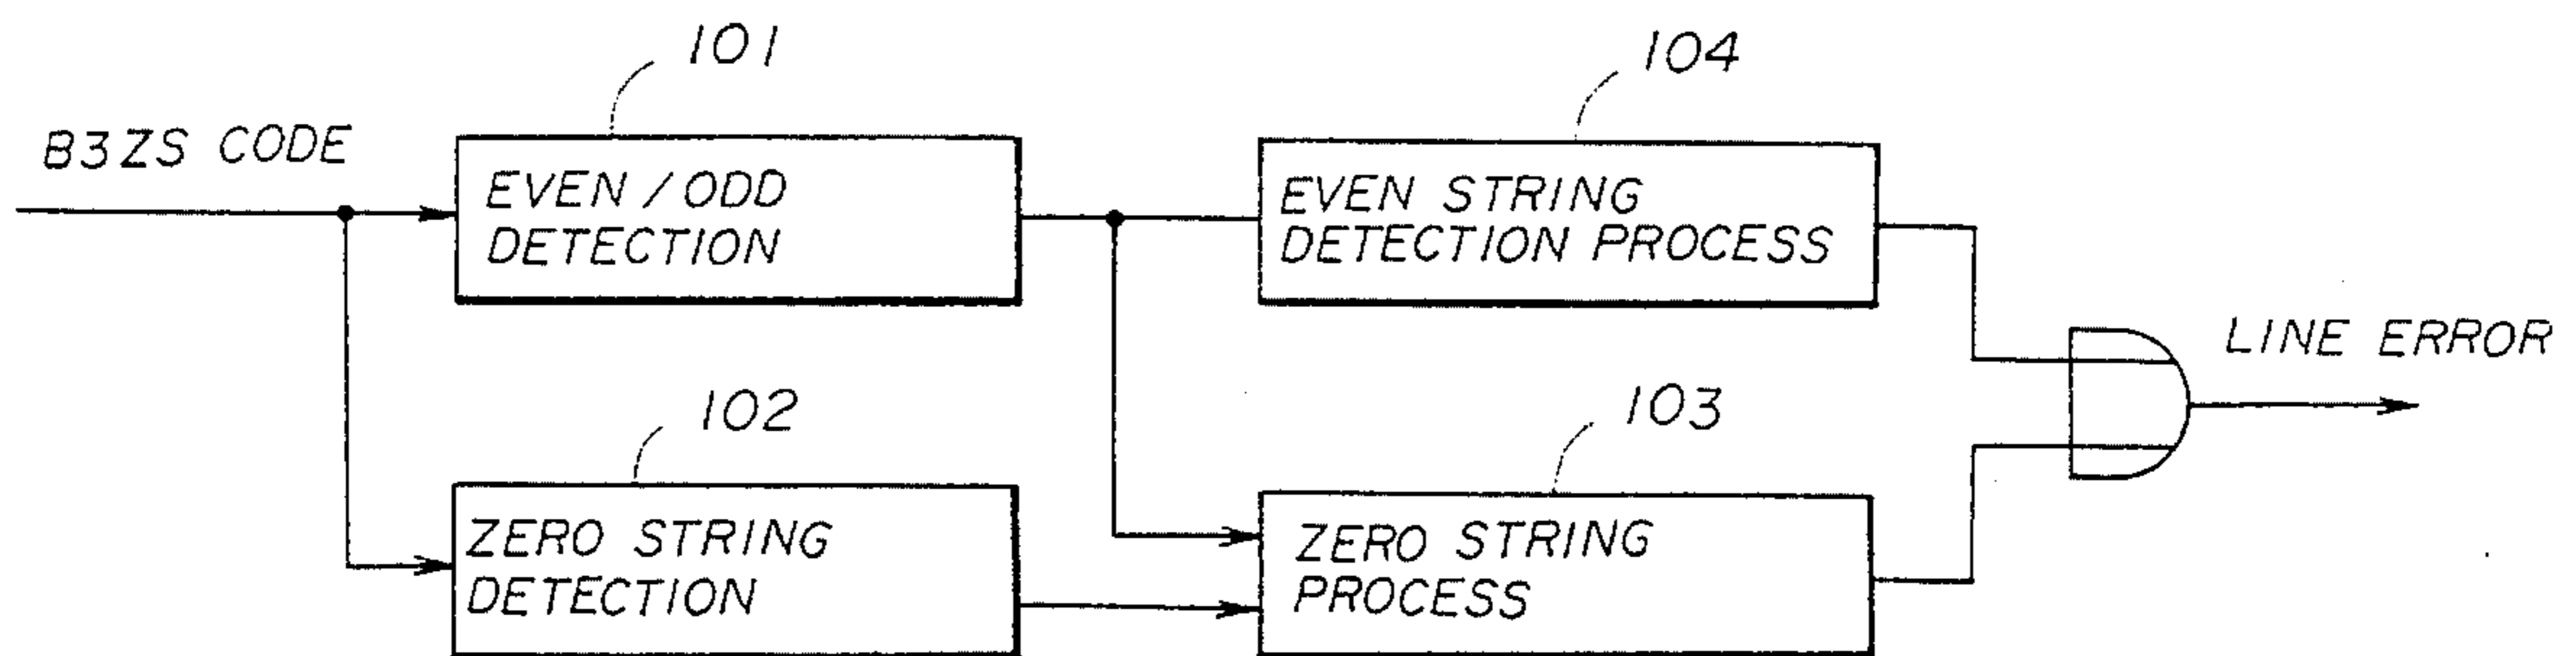 101
104
B3ZS CODE
EVEN / ODD
DETECTION
EVEN STRING
DETECTION PROCESS
LINE ERROR
102
103
ZERO STRING
DETECTION
ZERO STRING
PROCESS